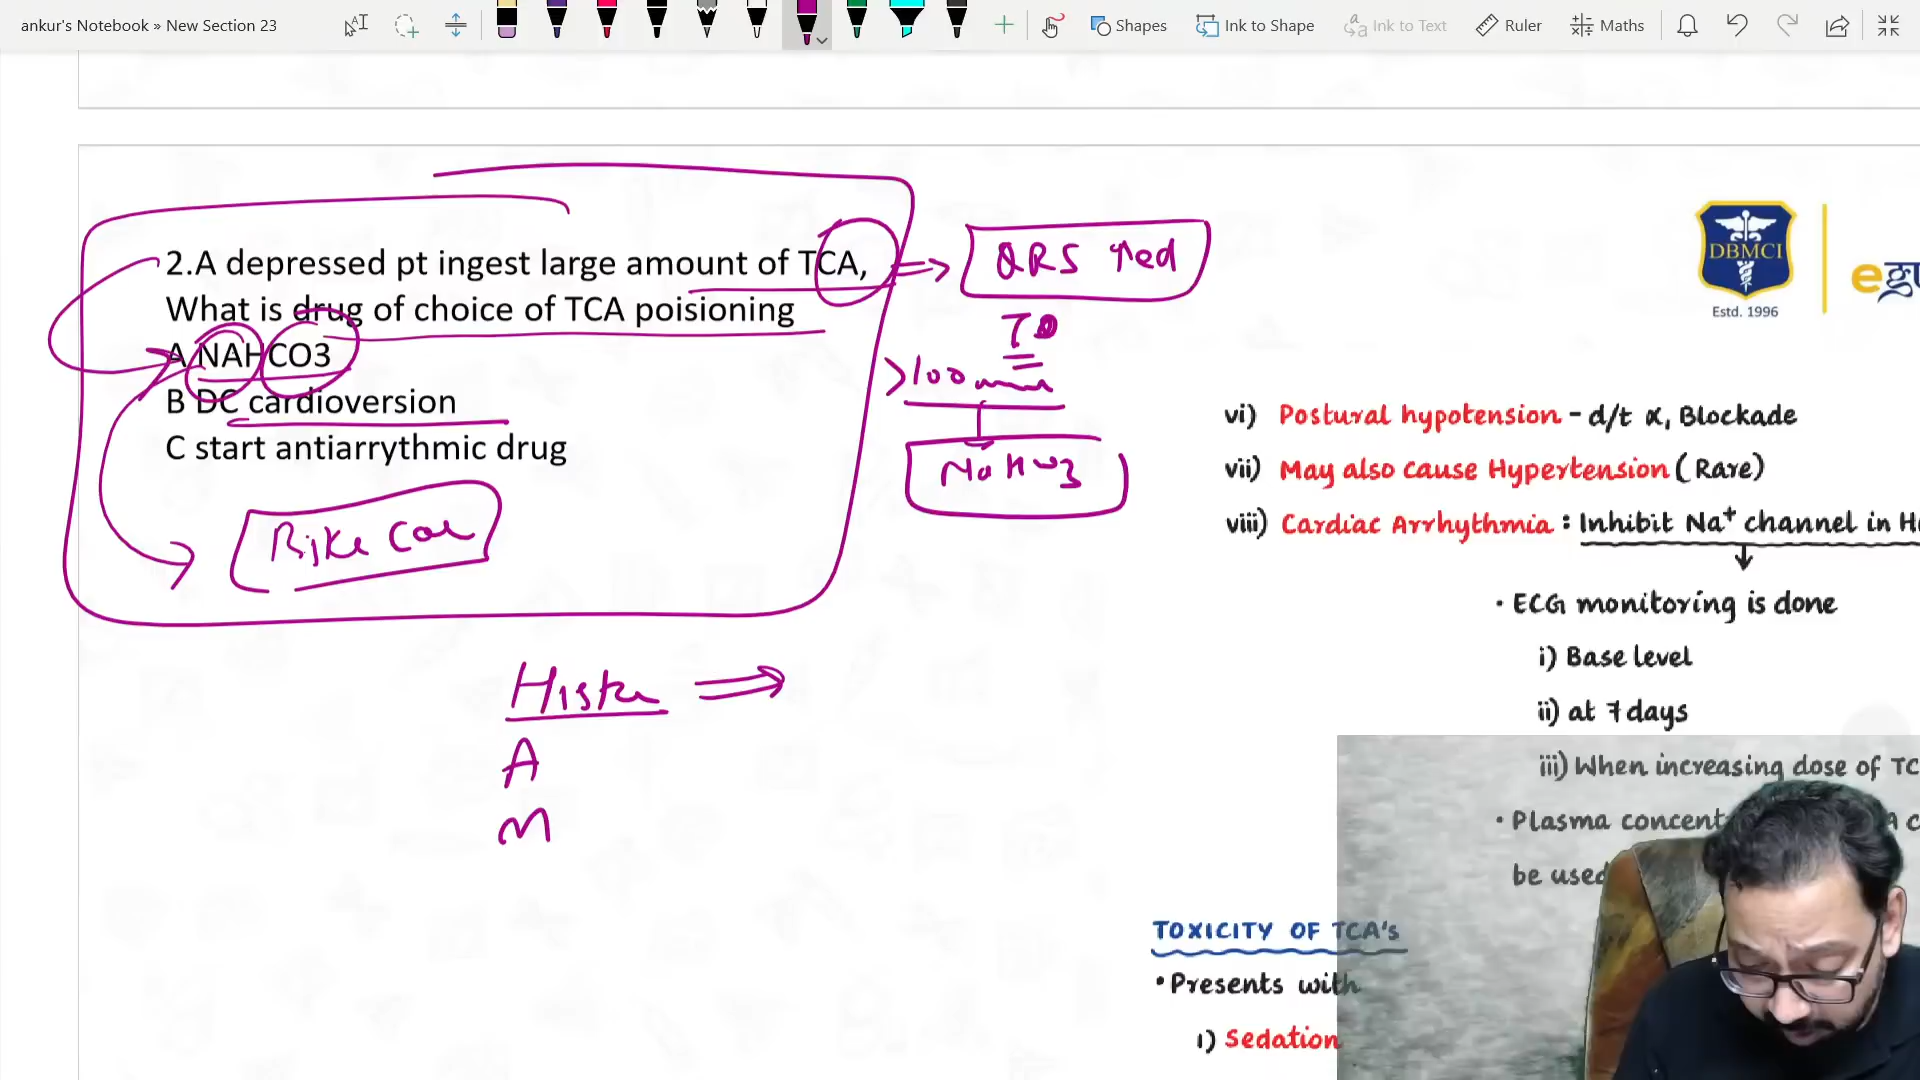 ankur's Notebook » New Section 23
Shapes
Ink to Shape
Ink to Text
Ruler
Maths
2.A depressed pt ingest large amount of TCA,
What is drug of choice of TCA poisioning
A NAHCO3
B DC cardioversion
C start antiarrythmic drug
QRS ↑ed
>100
NaHCO3
Hista
A
M
DBMCI
Estd. 1996
vi) Postural hypotension - d/t α, Blockade
vii) May also cause Hypertension (Rare)
viii) Cardiac Arrhythmia : Inhibit Na+ channel in
• ECG monitoring is done
i) Base level
ii) at 7 days
iii) When increasing dose of TC
• Plasma concent
be used
TOXICITY OF TCA's
• Presents with
1) Sedation